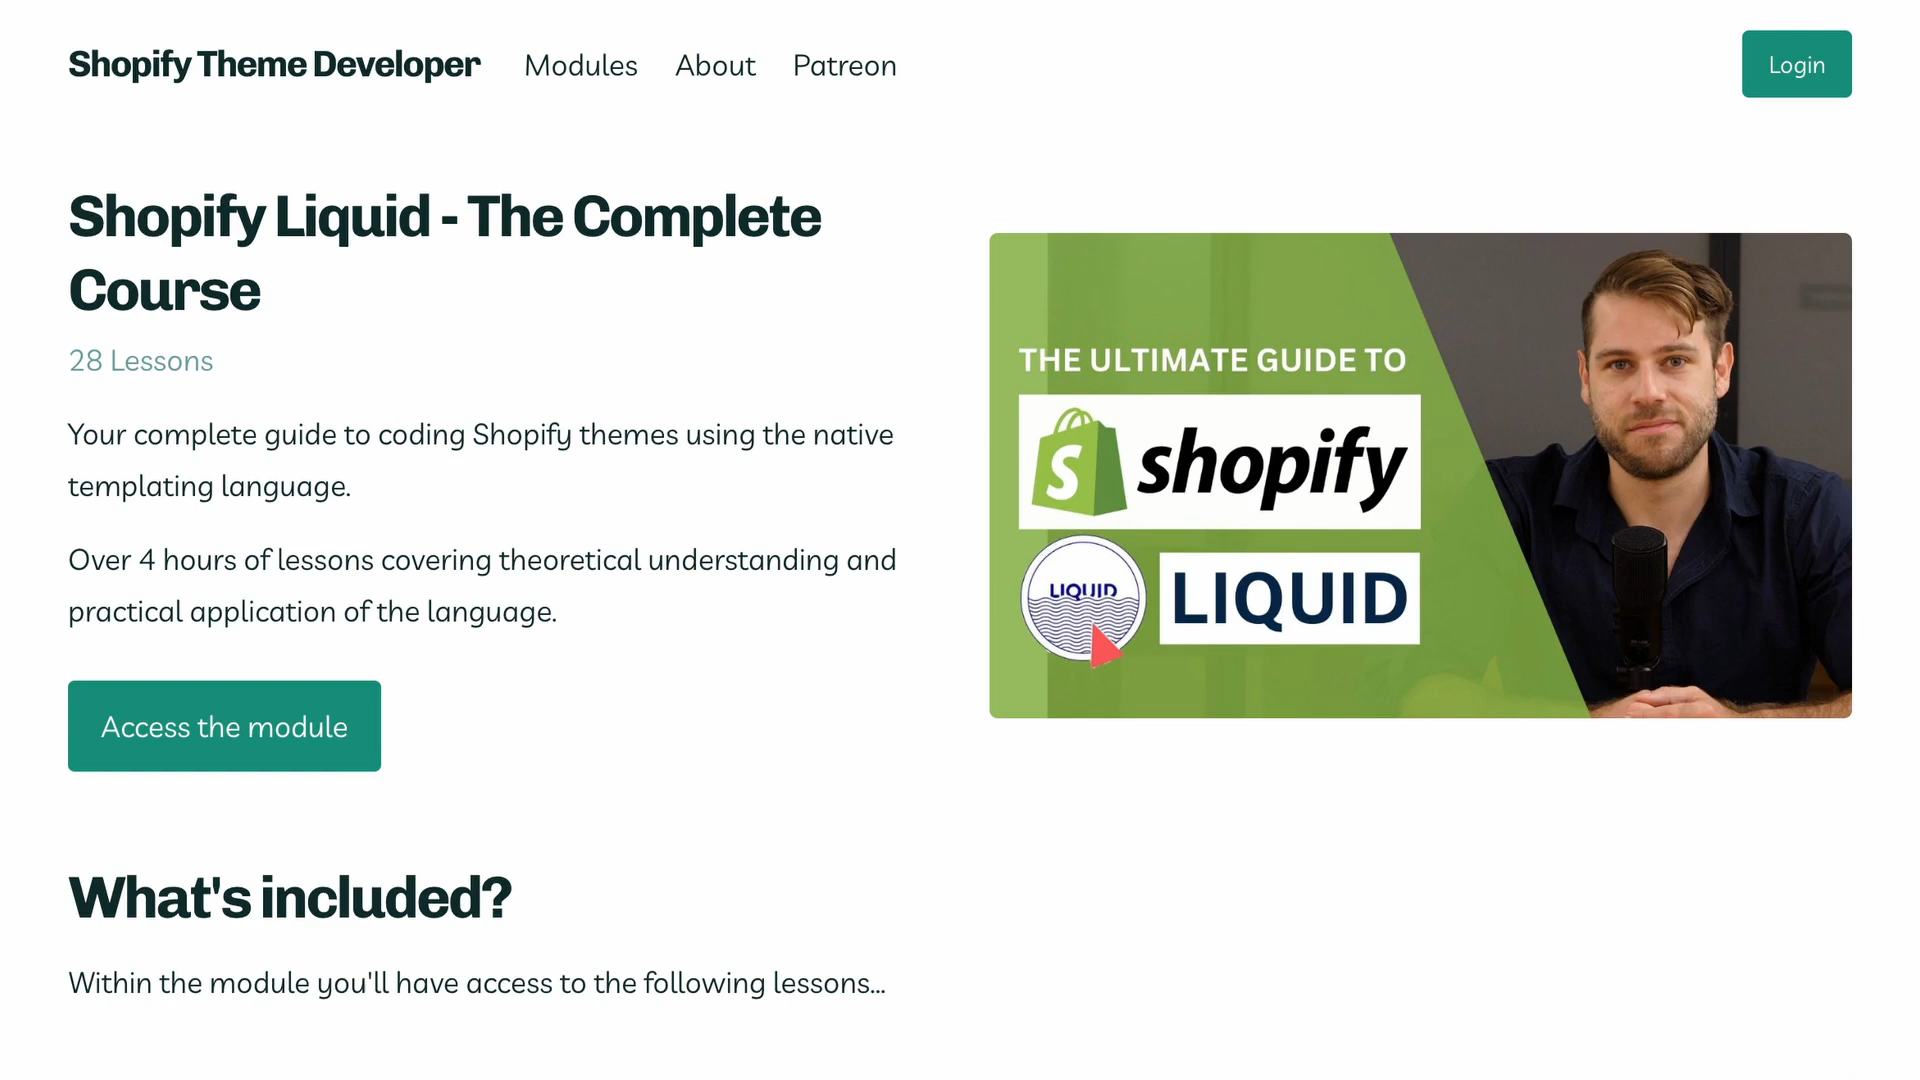 Shopify Theme Developer
Modules
About
Patreon
Login
Shopify Liquid - The Complete
Course
28 Lessons
Your complete guide to coding Shopify themes using the native
templating language.
Over 4 hours of lessons covering theoretical understanding and
practical application of the language.
Access the module
THE ULTIMATE GUIDE TO
S
shopify
LIQUID
LIQUID
What's included?
Within the module you'll have access to the following lessons...